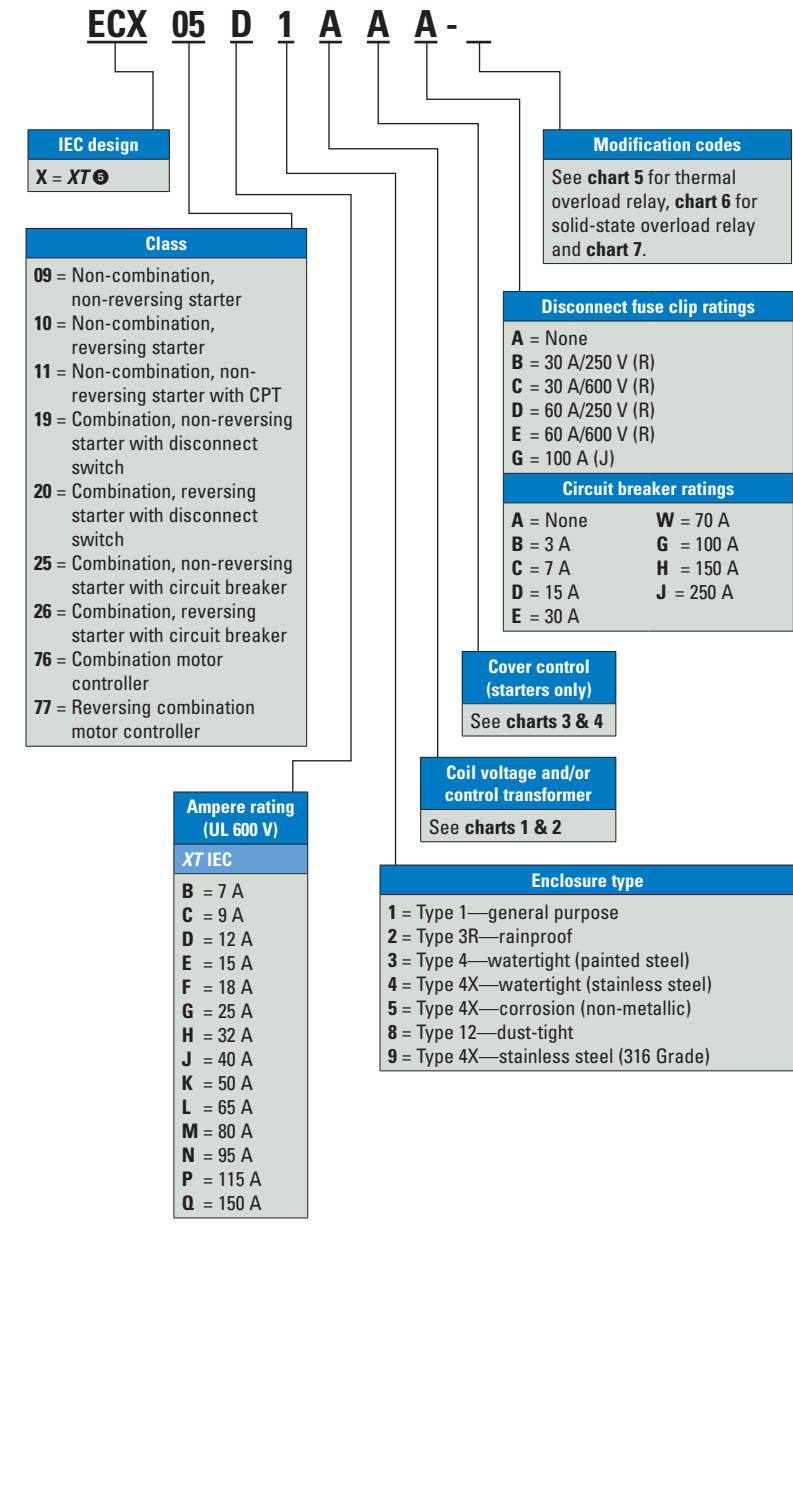 ECX 05 D 1 A A A - _
IEC design
X = XT ❺
Modification codes
See chart 5 for thermal
overload relay, chart 6 for
solid-state overload relay
and chart 7.
Class
09 = Non-combination,
non-reversing starter
10 = Non-combination,
reversing starter
11 = Non-combination, non-
reversing starter with CPT
19 = Combination, non-reversing
starter with disconnect
switch
20 = Combination, reversing
starter with disconnect
switch
25 = Combination, non-reversing
starter with circuit breaker
26 = Combination, reversing
starter with circuit breaker
76 = Combination motor
controller
77 = Reversing combination
motor controller
Disconnect fuse clip ratings
A = None
B = 30 A/250 V (R)
C = 30 A/600 V (R)
D = 60 A/250 V (R)
E = 60 A/600 V (R)
G = 100 A (J)
Circuit breaker ratings
A = None
B = 3 A
C = 7 A
D = 15 A
E = 30 A
W = 70 A
G = 100 A
H = 150 A
J = 250 A
Cover control
(starters only)
See charts 3 & 4
Coil voltage and/or
control transformer
See charts 1 & 2
Ampere rating
(UL 600 V)
XT IEC
B = 7 A
C = 9 A
D = 12 A
E = 15 A
F = 18 A
G = 25 A
H = 32 A
J = 40 A
K = 50 A
L = 65 A
M = 80 A
N = 95 A
P = 115 A
Q = 150 A
Enclosure type
1 = Type 1—general purpose
2 = Type 3R—rainproof
3 = Type 4—watertight (painted steel)
4 = Type 4X—watertight (stainless steel)
5 = Type 4X—corrosion (non-metallic)
8 = Type 12—dust-tight
9 = Type 4X—stainless steel (316 Grade)